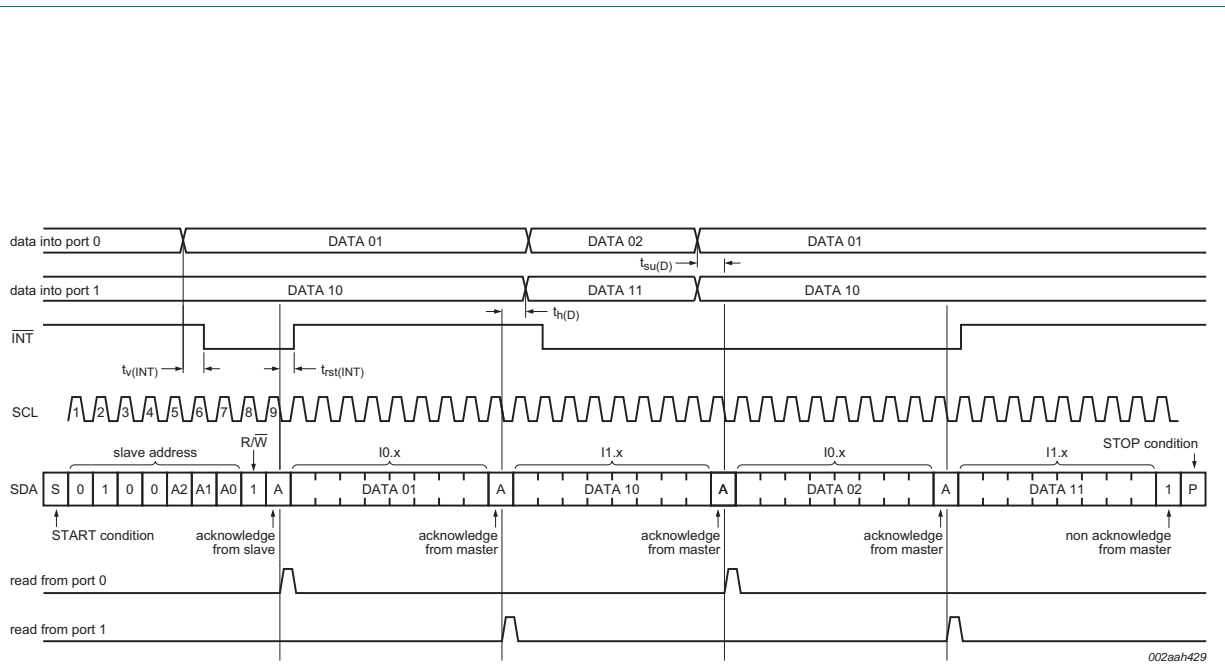 data into port 0
DATA 01
DATA 02
DATA 01
tsu(D)
data into port 1
DATA 10
DATA 11
DATA 10
th(D)
INT
tv(INT)
trst(INT)
SCL
1 2 3 4 5 6 7 8 9
R/W
STOP condition
slave address
I0.x
I1.x
I0.x
I1.x
SDA S 0 1 0 0 A2 A1 A0 1 A DATA 01 A DATA 10 A DATA 02 A DATA 11 1 P
START condition
acknowledge
from slave
acknowledge
from master
acknowledge
from master
acknowledge
from master
non acknowledge
from master
read from port 0
read from port 1
002aah429